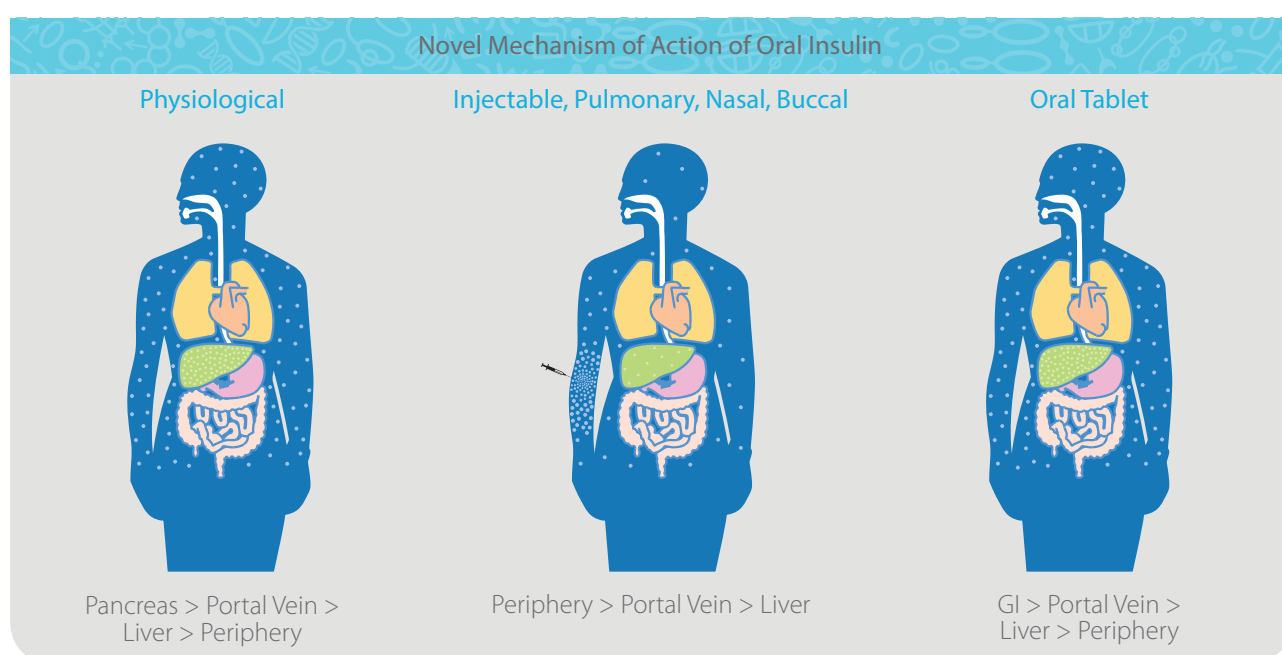 Novel Mechanism of Action of Oral Insulin
Physiological
Injectable, Pulmonary, Nasal, Buccal
Oral Tablet
Pancreas > Portal Vein >
Liver > Periphery
Periphery > Portal Vein > Liver
GI > Portal Vein >
Liver > Periphery